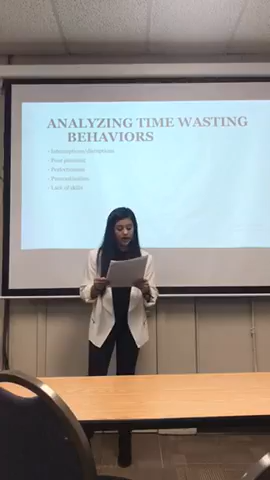 ANALYZING TIME WASTING
BEHAVIORS
- Interruptions/disruptions
- Poor planning
- Perfectionism
- Procrastination
- Lack of skills